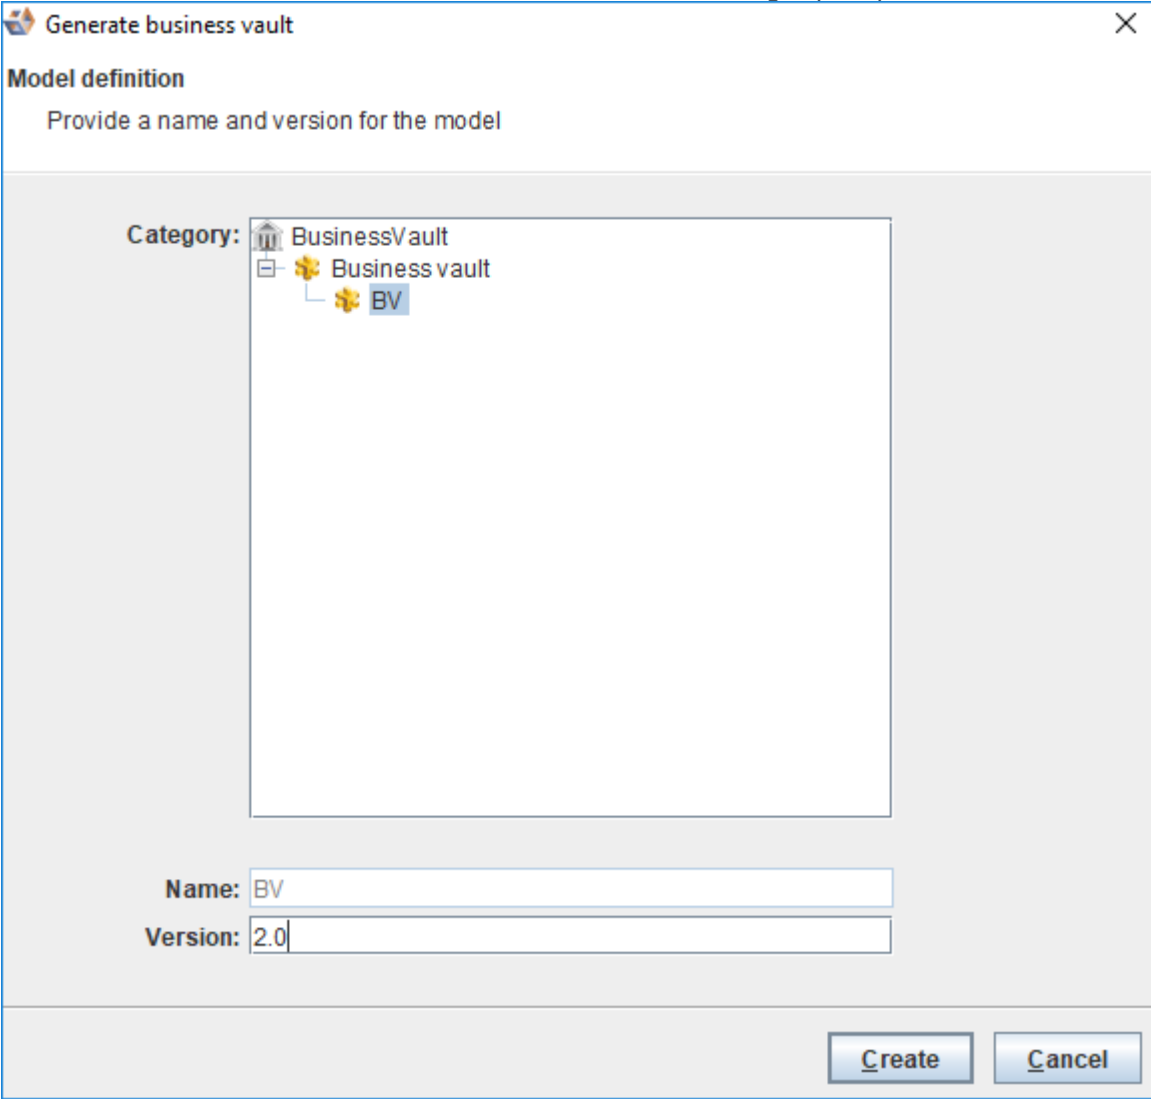 Generate business vault
Model definition
Provide a name and version for the model
Category:
BusinessVault
Business vault
BV
Name: BV
Version: 2.0
Create Cancel